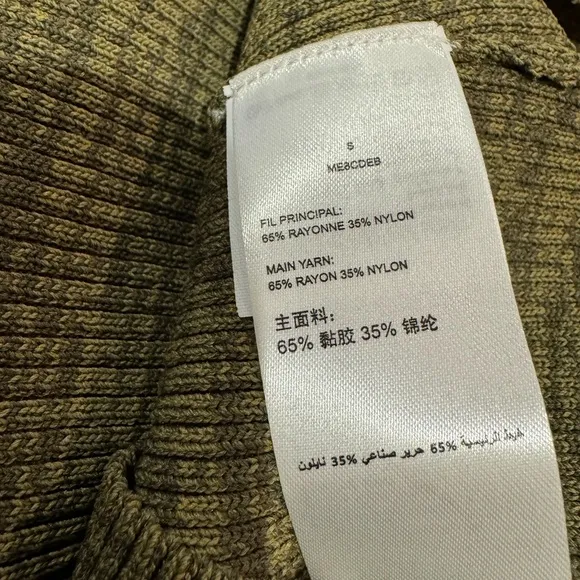 S
ME8CDEB
FIL PRINCIPAL:
65% RAYONNE 35% NYLON
MAIN YARN:
65% RAYON 35% NYLON
主面料：
65% 黏胶 35% 锦纶
الرئيسية %65 حرير صناعي %35 نايلون